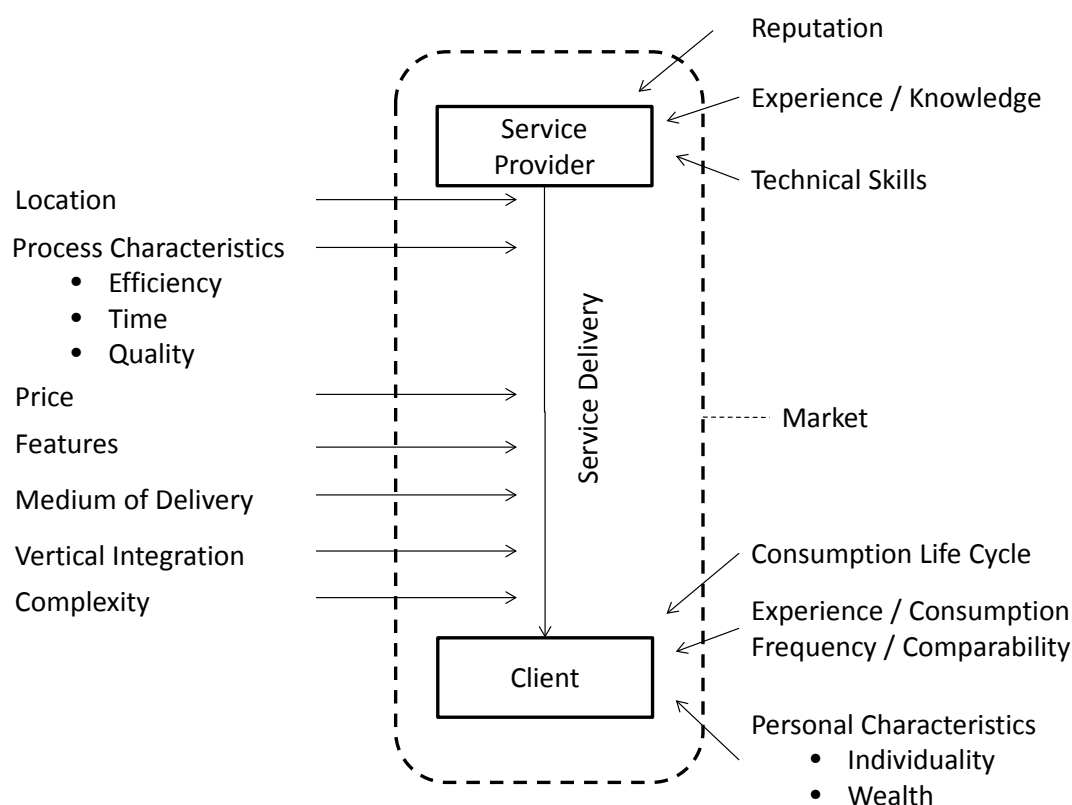 Reputation
Experience / Knowledge
Service
Provider
Technical Skills
Location
Process Characteristics
• Efficiency
• Time
• Quality
Service Delivery
Price
Features
Market
Medium of Delivery
Vertical Integration
Consumption Life Cycle
Complexity
Experience / Consumption
Frequency / Comparability
Client
Personal Characteristics
• Individuality
• Wealth